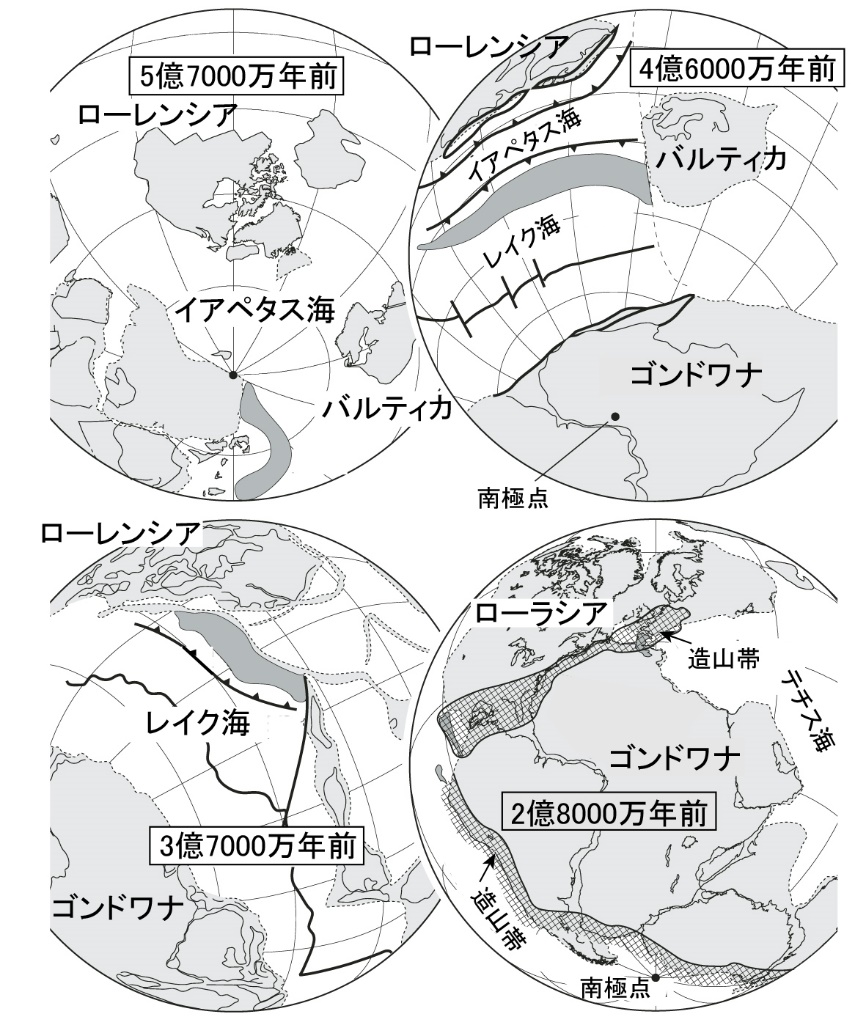 5億7000万年前
ローレンシア
イアペタス海
バルティカ
ローレンシア
4億6000万年前
イアペタス海
バルティカ
レイク海
ゴンドワナ
南極点
ローレンシア
レイク海
3億7000万年前
ゴンドワナ
ローラシア
造山帯
テチス海
ゴンドワナ
2億8000万年前
造山帯
南極点